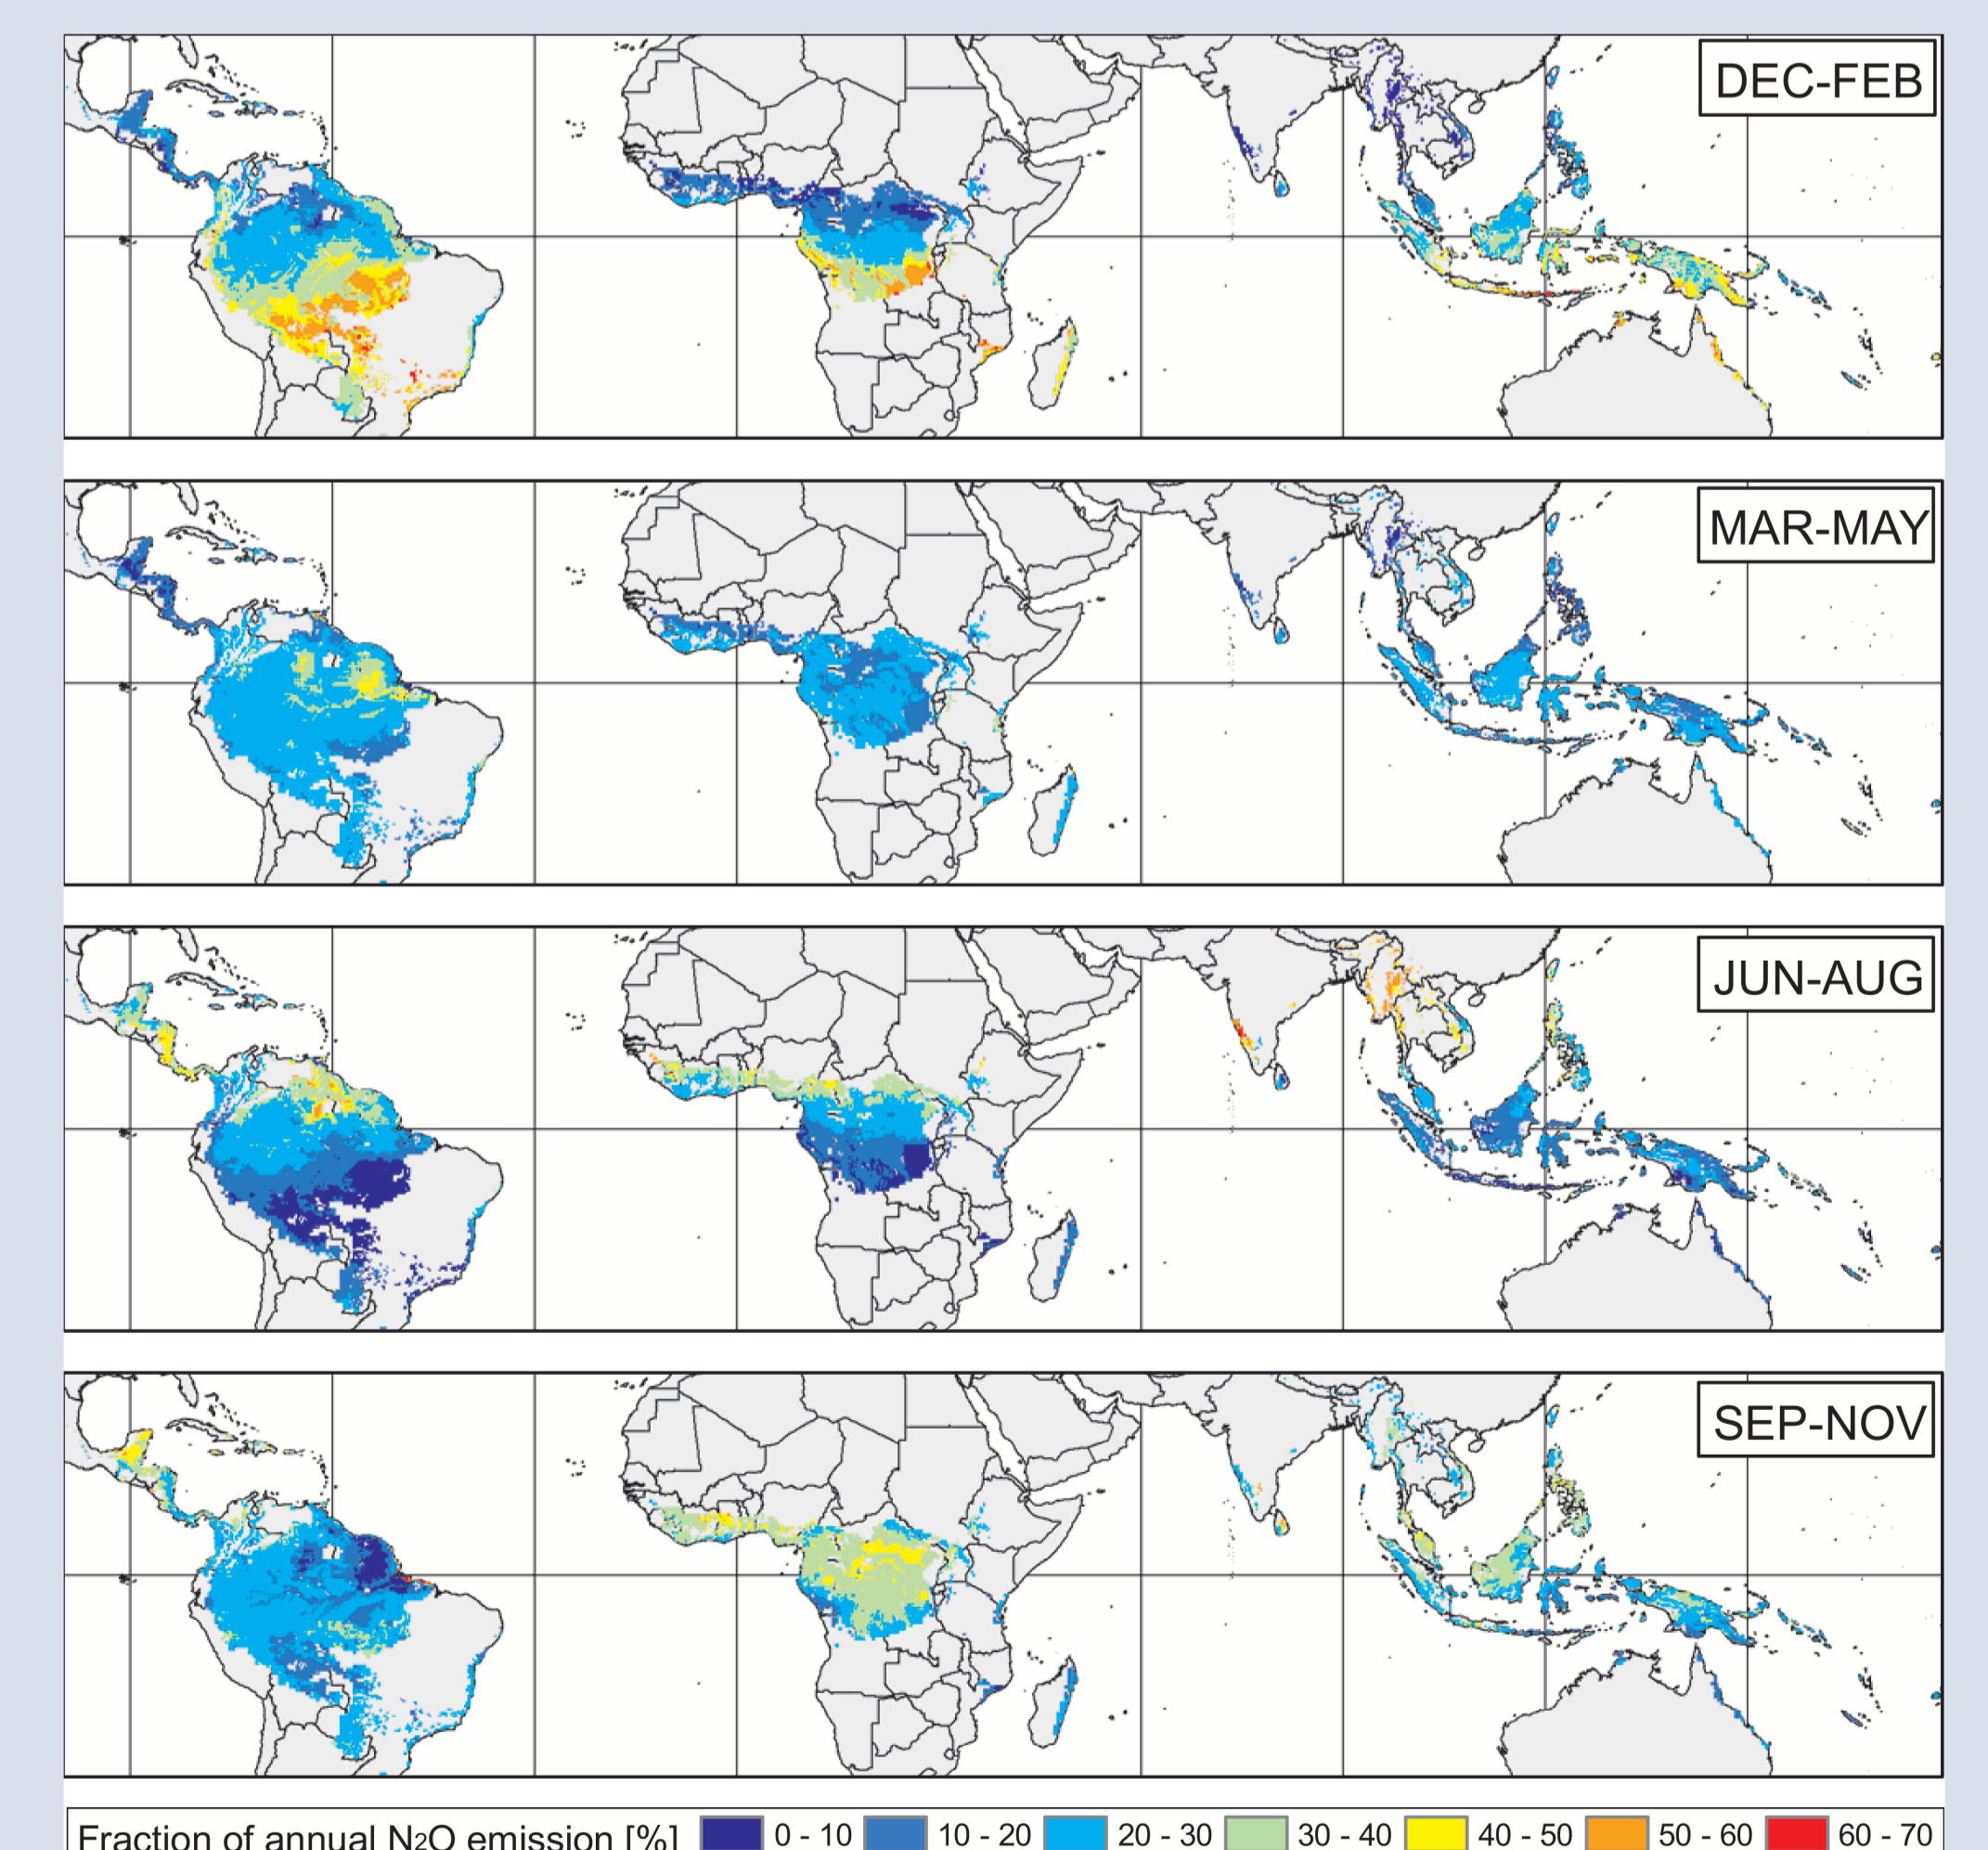 DEC-FEB
MAR-MAY
JUN-AUG
SEP-NOV
Fraction of annual N2O emission [%] 0 - 10 10 - 20 20 - 30 30 - 40 40 - 50 50 - 60 60 - 70